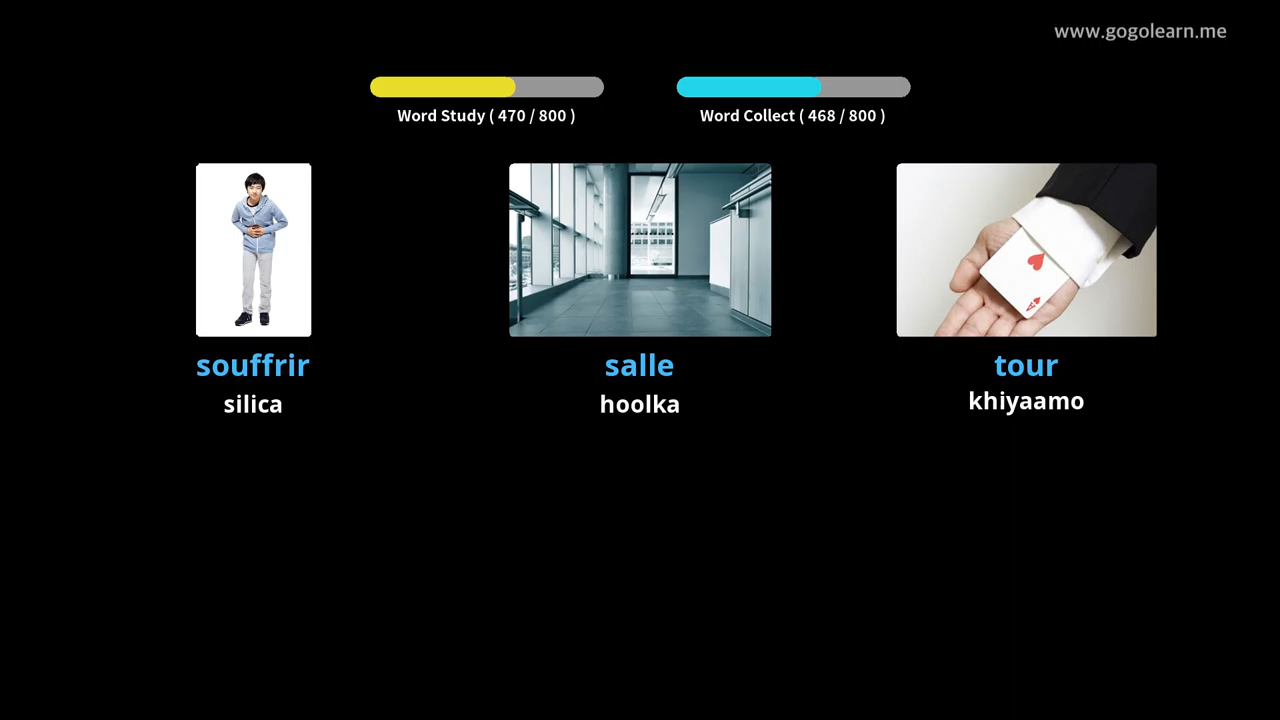 www.gogolearn.me
Word Study ( 470 / 800 )
Word Collect ( 468 / 800 )
souffrir
silica
salle
hoolka
tour
khiyaamo